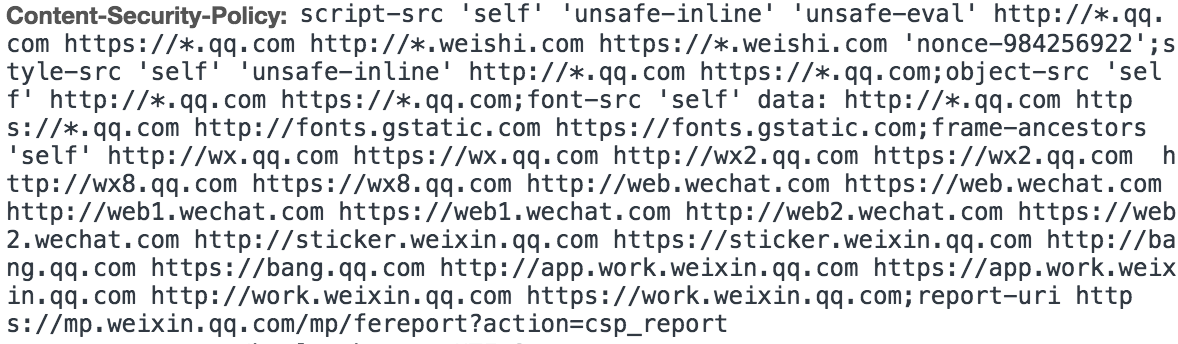 Content-Security-Policy: script-src 'self' 'unsafe-inline' 'unsafe-eval' http://*.qq.
com https://*.qq.com http://*.weishi.com https://*.weishi.com 'nonce-984256922';s
tyle-src 'self' 'unsafe-inline' http://*.qq.com https://*.qq.com;object-src 'sel
f' http://*.qq.com https://*.qq.com;font-src 'self' data: http://*.qq.com http
s://*.qq.com http://fonts.gstatic.com https://fonts.gstatic.com;frame-ancestors
'self' http://wx.qq.com https://wx.qq.com http://wx2.qq.com https://wx2.qq.com  h
ttp://wx8.qq.com https://wx8.qq.com http://web.wechat.com https://web.wechat.com
http://web1.wechat.com https://web1.wechat.com http://web2.wechat.com https://web
2.wechat.com http://sticker.weixin.qq.com https://sticker.weixin.qq.com http://ba
ng.qq.com https://bang.qq.com http://app.work.weixin.qq.com https://app.work.weix
in.qq.com http://work.weixin.qq.com https://work.weixin.qq.com;report-uri http
s://mp.weixin.qq.com/mp/fereport?action=csp_report